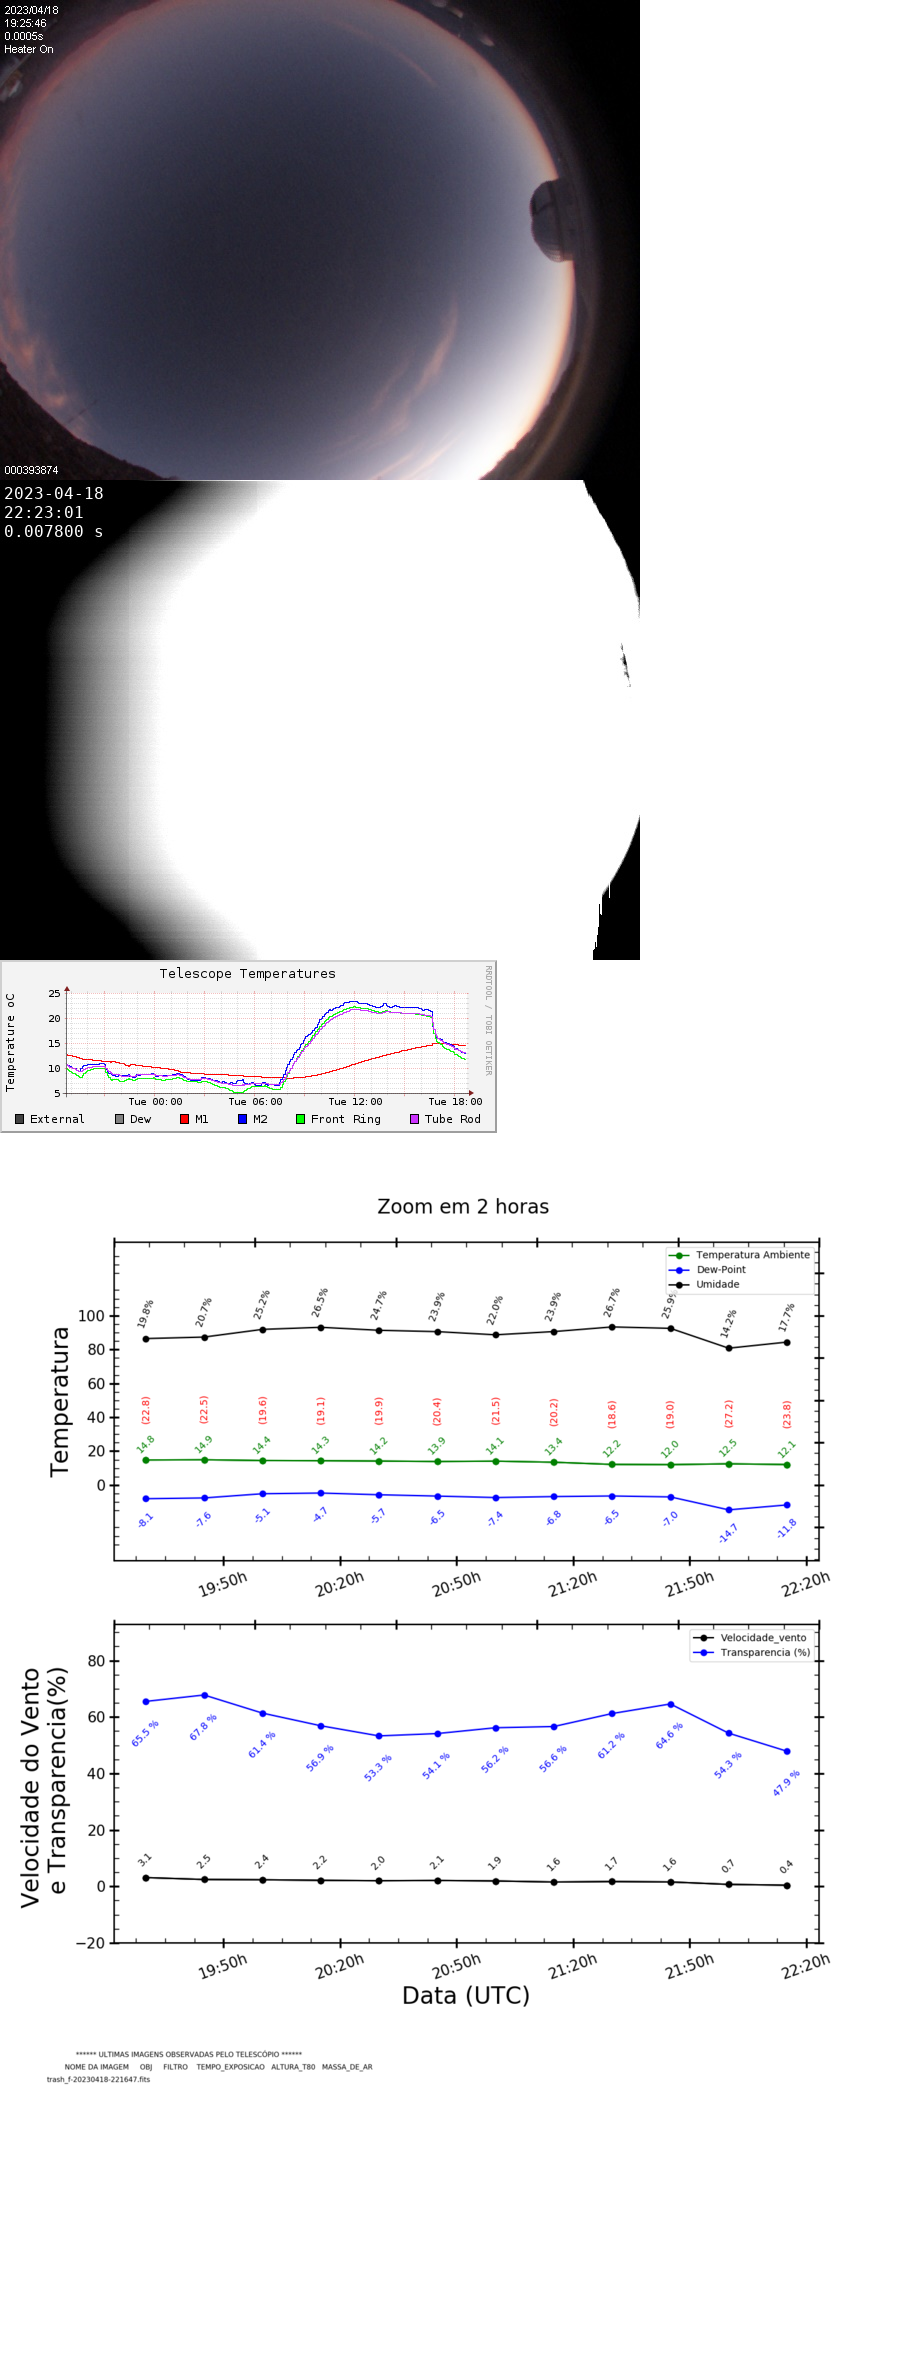 2023/04/18
19:25:46
0.0005s
Heater On
000393874
2023-04-18
22:23:01
0.007800 s
Telescope Temperatures
RRDTOOL / TOBI OETIKER
Temperature oC
25
20
15
10
5
Tue 00:00 Tue 06:00 Tue 12:00 Tue 18:00
External Dew M1 M2 Front Ring Tube Rod
Zoom em 2 horas
Temperatura Ambiente
Dew-Point
Umidade
Temperatura
100
80
60
40
20
0
19.8% 20.7% 25.2% 26.5% 24.7% 23.9% 22.0% 23.9% 26.7% 25.9% 14.2% 17.7%
(22.8) (22.5) (19.6) (19.1) (19.9) (20.4) (21.5) (20.2) (18.6) (19.0) (27.2) (23.8)
14.8 14.9 14.4 14.3 14.2 13.9 14.1 13.4 12.2 12.0 12.5 12.1
-8.1 -7.6 -5.1 -4.7 -5.7 -6.5 -7.4 -6.8 -6.5 -7.0 -14.7 -11.8
19:50h 20:20h 20:50h 21:20h 21:50h 22:20h
Velocidade_vento
Transparencia (%)
Velocidade do Vento
e Transparencia(%)
80
60
40
20
0
−20
65.5 % 67.8 % 61.4 % 56.9 % 53.3 % 54.1 % 56.2 % 56.6 % 61.2 % 64.6 % 54.3 % 47.9 %
3.1 2.5 2.4 2.2 2.0 2.1 1.9 1.6 1.7 1.6 0.7 0.4
19:50h 20:20h 20:50h 21:20h 21:50h 22:20h
Data (UTC)
****** ULTIMAS IMAGENS OBSERVADAS PELO TELESCÓPIO ******
NOME DA IMAGEM OBJ FILTRO TEMPO_EXPOSICAO ALTURA_T80 MASSA_DE_AR
trash_f-20230418-221647.fits